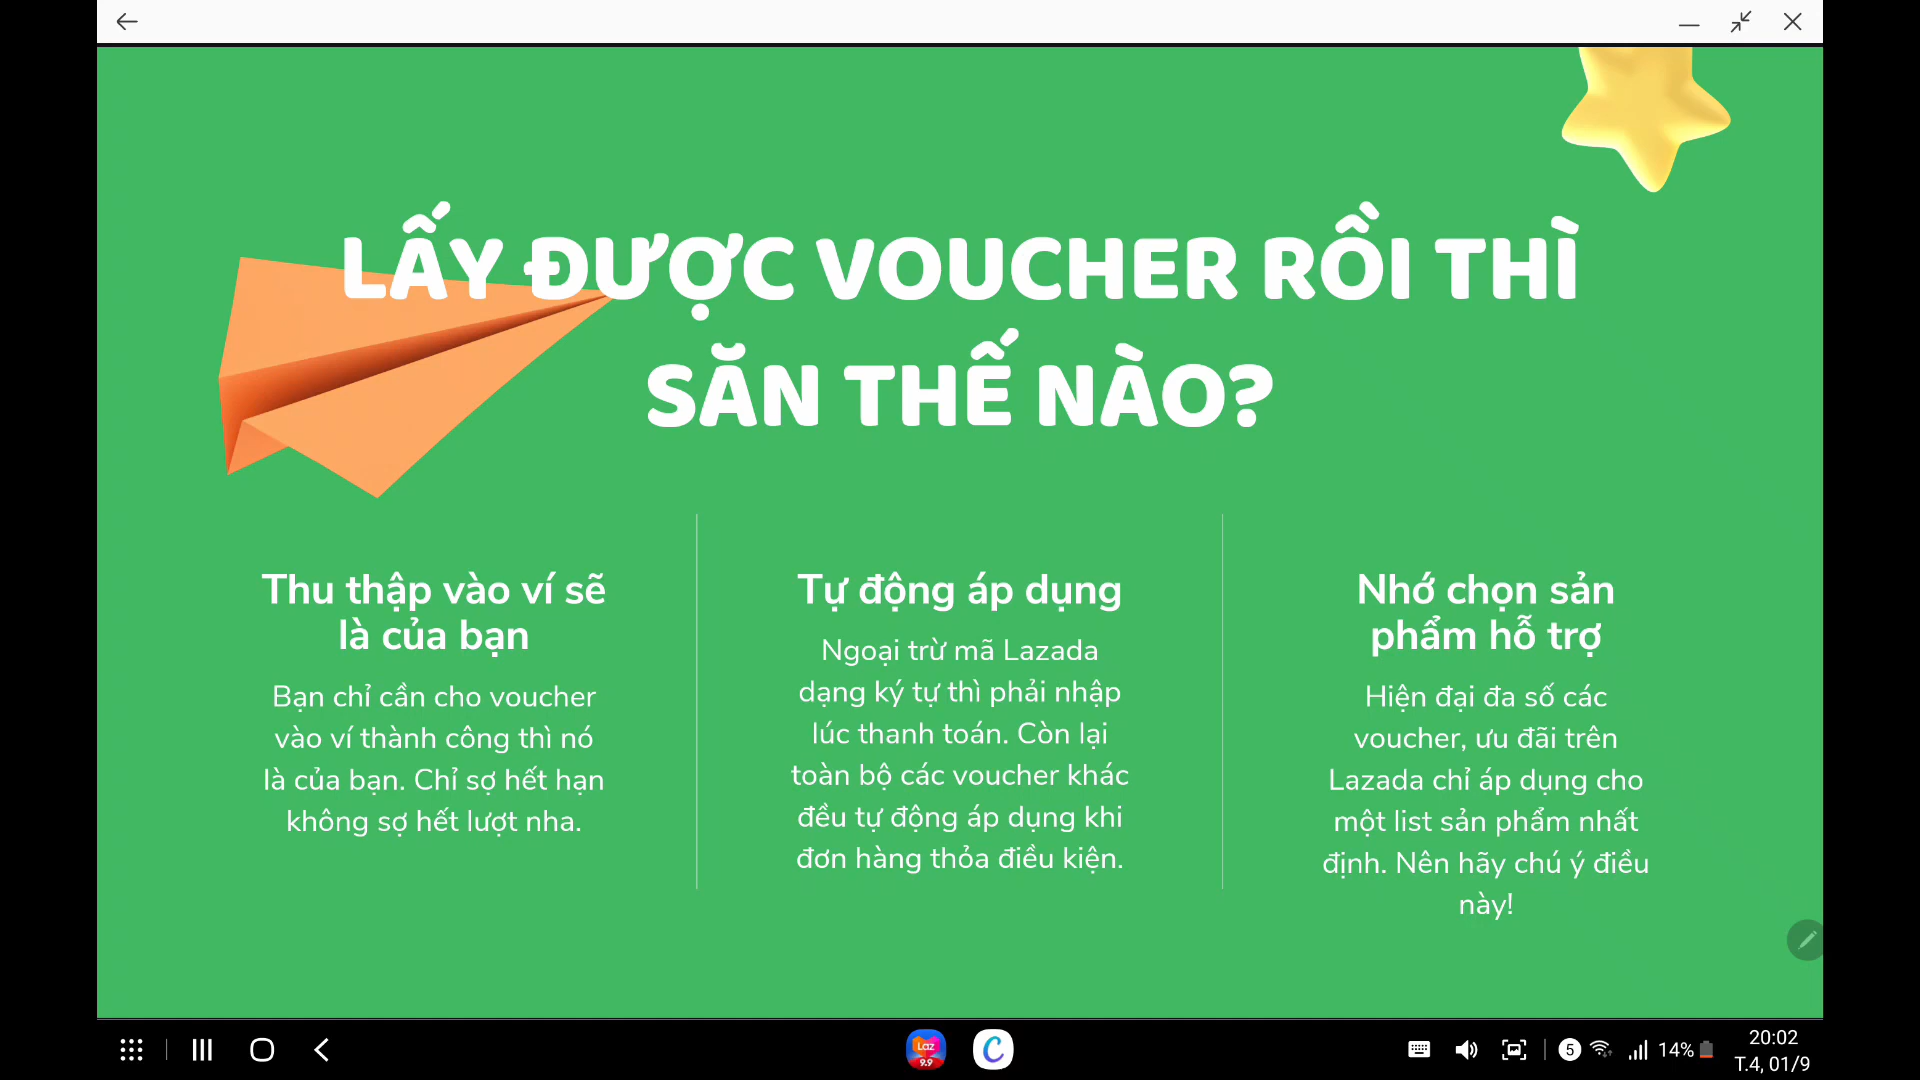 LẤY ĐƯỢC VOUCHER RỒI THÌ
SĂN THẾ NÀO?
Thu thập vào ví sẽ
là của bạn
Bạn chỉ cần cho voucher
vào ví thành công thì nó
là của bạn. Chỉ sợ hết hạn
không sợ hết lượt nha.
Tự động áp dụng
Ngoại trừ mã Lazada
dạng ký tự thì phải nhập
lúc thanh toán. Còn lại
toàn bộ các voucher khác
đều tự động áp dụng khi
đơn hàng thỏa điều kiện.
Nhớ chọn sản
phẩm hỗ trợ
Hiện đại đa số các
voucher, ưu đãi trên
Lazada chỉ áp dụng cho
một list sản phẩm nhất
định. Nên hãy chú ý điều
này!
Laz
9.9
C
5
14%
20:02
T.4, 01/9